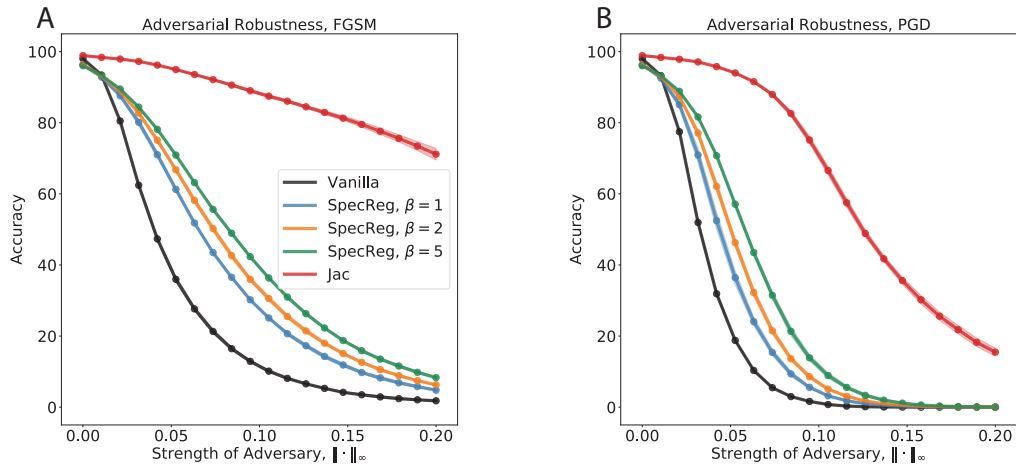 A
Adversarial Robustness, FGSM
100
80
60
40
20
0
Accuracy
Vanilla
SpecReg, β = 1
SpecReg, β = 2
SpecReg, β = 5
Jac
0.00 0.05 0.10 0.15 0.20
Strength of Adversary, ‖·‖∞
B
Adversarial Robustness, PGD
100
80
60
40
20
0
Accuracy
0.00 0.05 0.10 0.15 0.20
Strength of Adversary, ‖·‖∞